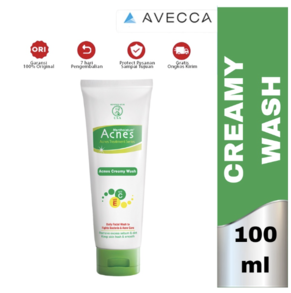 AVECCA
ORI
Garansi
100% Original
7 Hari
Pengembalian
Protect Pesanan
Sampai Tujuan
Gratis
Ongkos Kirim
Acnes
Acnes Creamy Wash
C
E
CREAMY
WASH
100
ml